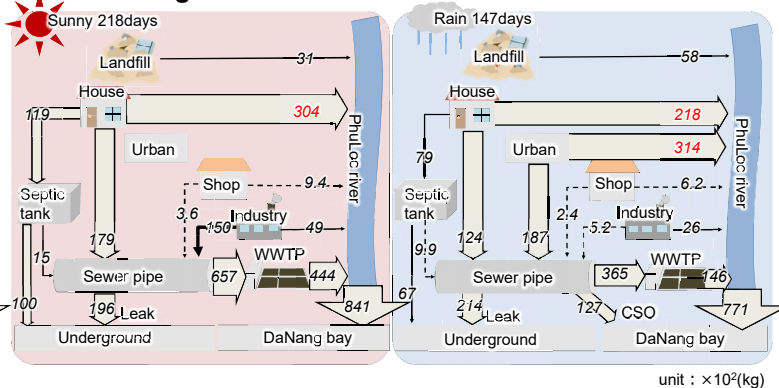 Sunny 218days
Landfill
31
House
119
304
Urban
PhuLoc river
Shop
9.4
Septic
tank
3.6
Industry
150
49
179
15
WWTP
Sewer pipe
657
444
100
196
Leak
841
Underground
DaNang bay
Rain 147days
Landfill
58
House
218
Urban
314
79
PhuLoc river
Shop
6.2
Septic
tank
2.4
Industry
5.2
26
124
187
9.9
WWTP
Sewer pipe
365
146
67
214
Leak
127
CSO
771
Underground
DaNang bay
unit：×10²(kg)